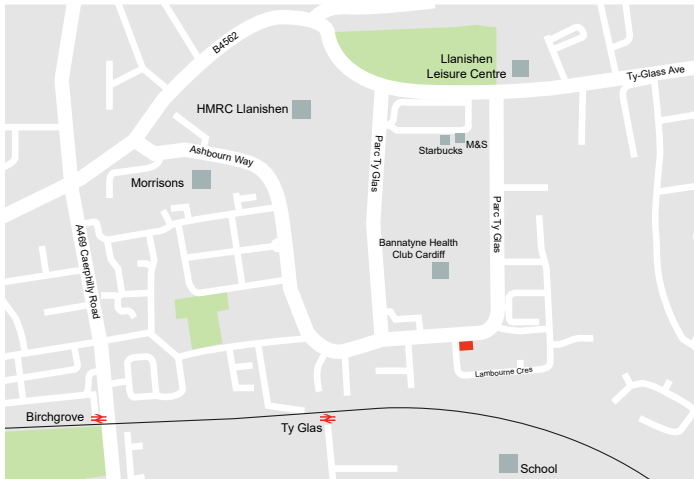 B4562
Llanishen
Leisure Centre
Ty-Glass Ave
HMRC Llanishen
Starbucks
M&S
Ashbourn Way
Parc Ty Glas
Morrisons
Parc Ty Glas
A469 Caerphilly Road
Bannatyne Health
Club Cardiff
Lambourne Cres
Birchgrove
Ty Glas
School